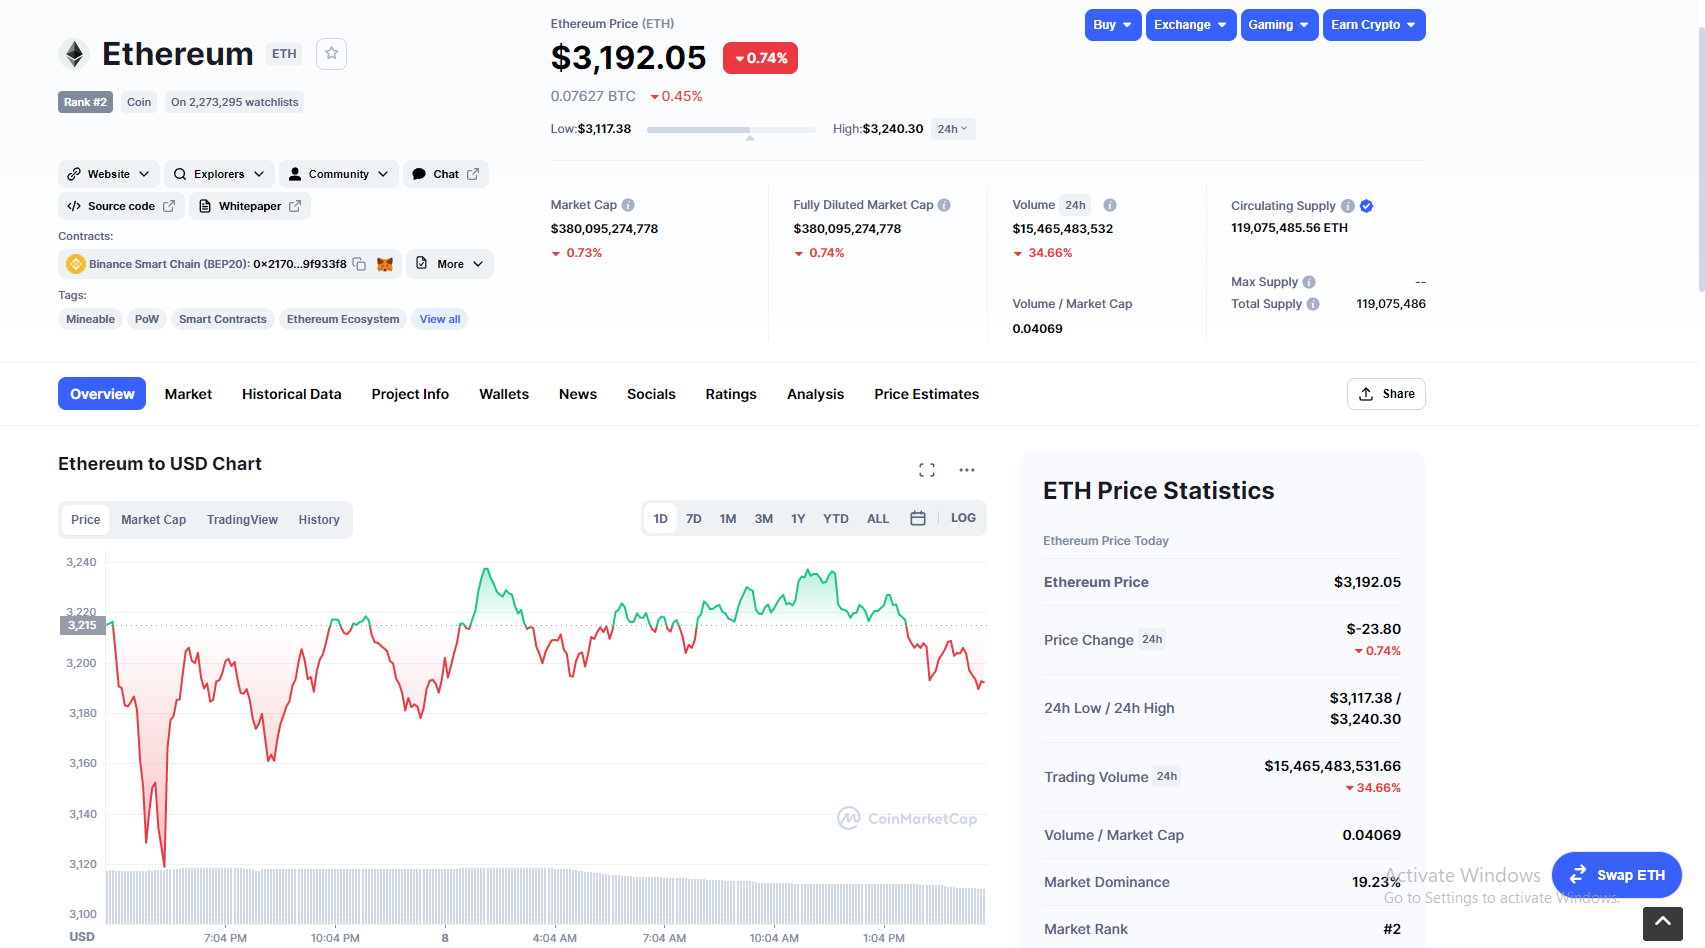 Ethereum ETH
Rank #2 Coin On 2,273,295 watchlists
Website Explorers Community Chat
Source code Whitepaper
Contracts:
Binance Smart Chain (BEP20): 0x2170...9f933f8 More
Tags:
Mineable PoW Smart Contracts Ethereum Ecosystem View all
Ethereum Price (ETH)
$3,192.05 0.74%
0.07627 BTC 0.45%
Low:$3,117.38 High:$3,240.30 24h
Buy Exchange Gaming Earn Crypto
Market Cap
$380,095,274,778
0.73%
Fully Diluted Market Cap
$380,095,274,778
0.74%
Volume 24h
$15,465,483,532
34.66%
Volume / Market Cap
0.04069
Circulating Supply
119,075,485.56 ETH
Max Supply --
Total Supply 119,075,486
Overview Market Historical Data Project Info Wallets News Socials Ratings Analysis Price Estimates Share
Ethereum to USD Chart
Price Market Cap TradingView History 1D 7D 1M 3M 1Y YTD ALL LOG
3,240
3,220
3,215
3,200
3,180
3,160
3,140
3,120
3,100
USD
CoinMarketCap
7:04 PM 10:04 PM 8 4:04 AM 7:04 AM 10:04 AM 1:04 PM
ETH Price Statistics
Ethereum Price Today
Ethereum Price $3,192.05
Price Change 24h $-23.80
0.74%
24h Low / 24h High $3,117.38 /
$3,240.30
Trading Volume 24h $15,465,483,531.66
34.66%
Volume / Market Cap 0.04069
Market Dominance 19.23%
Market Rank #2
Activate Windows
Go to Settings to activate Windows.
Swap ETH